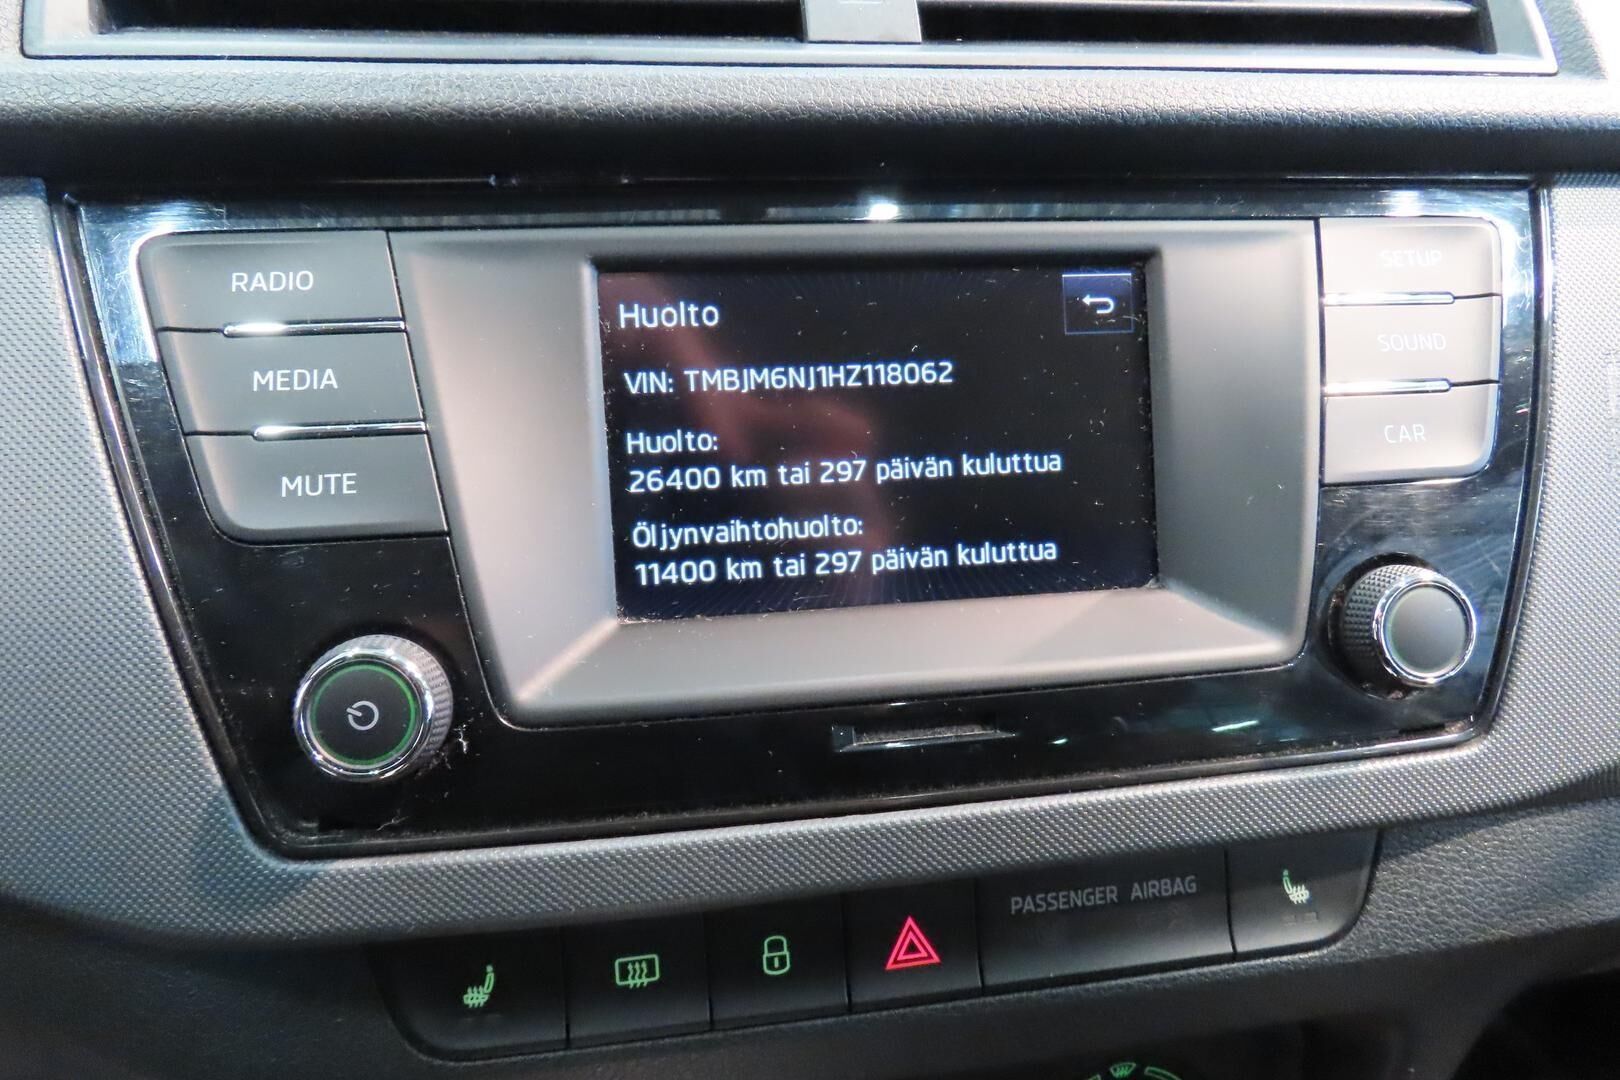 RADIO
MEDIA
MUTE
Huolto
VIN: TMBJM6NJ1HZ118062
Huolto:
26400 km tai 297 päivän kuluttua
Öljynvaihtohuolto:
11400 km tai 297 päivän kuluttua
SETUP
SOUND
CAR
PASSENGER AIRBAG